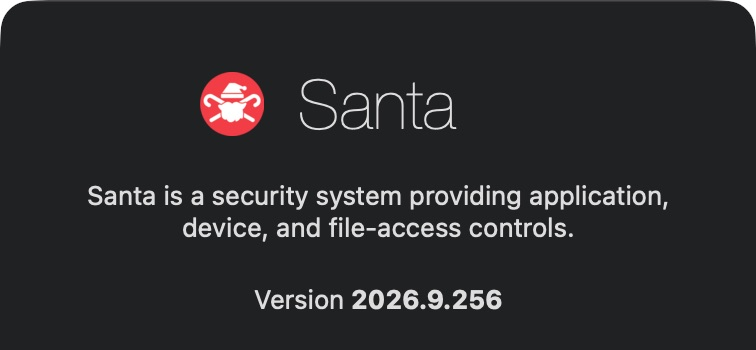 Santa
Santa is a security system providing application,
device, and file-access controls.
Version 2026.9.256